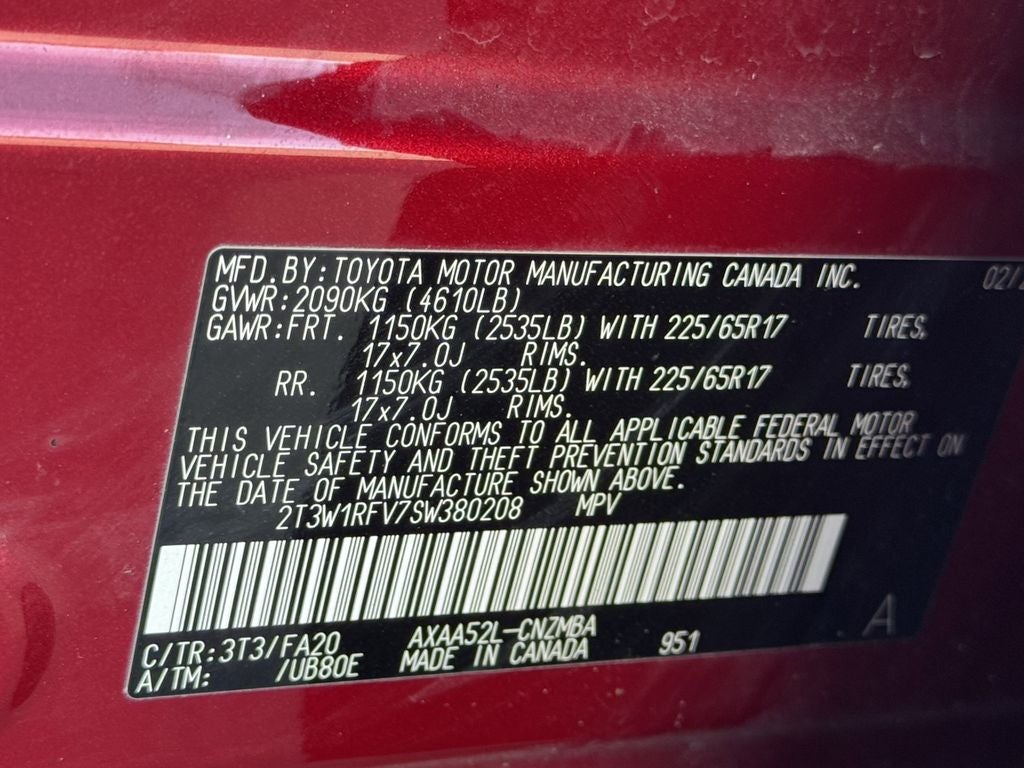 MFD.BY:TOYOTA MOTOR MANUFACTURING CANADA INC. 02/
GVWR:2090KG (4610LB)
GAWR:FRT. 1150KG (2535LB) WITH 225/65R17 TIRES,
17x7.0J RIMS.
RR. 1150KG (2535LB) WITH 225/65R17 TIRES,
17x7.0J RIMS.
THIS VEHICLE CONFORMS TO ALL APPLICABLE FEDERAL MOTOR
VEHICLE SAFETY AND THEFT PREVENTION STANDARDS IN EFFECT ON
THE DATE OF MANUFACTURE SHOWN ABOVE.
2T3W1RFV7SW380208 MPV
C/TR:3T3/FA20 AXAA52L-CNZMBA 951 A
A/TM: /UB80E MADE IN CANADA